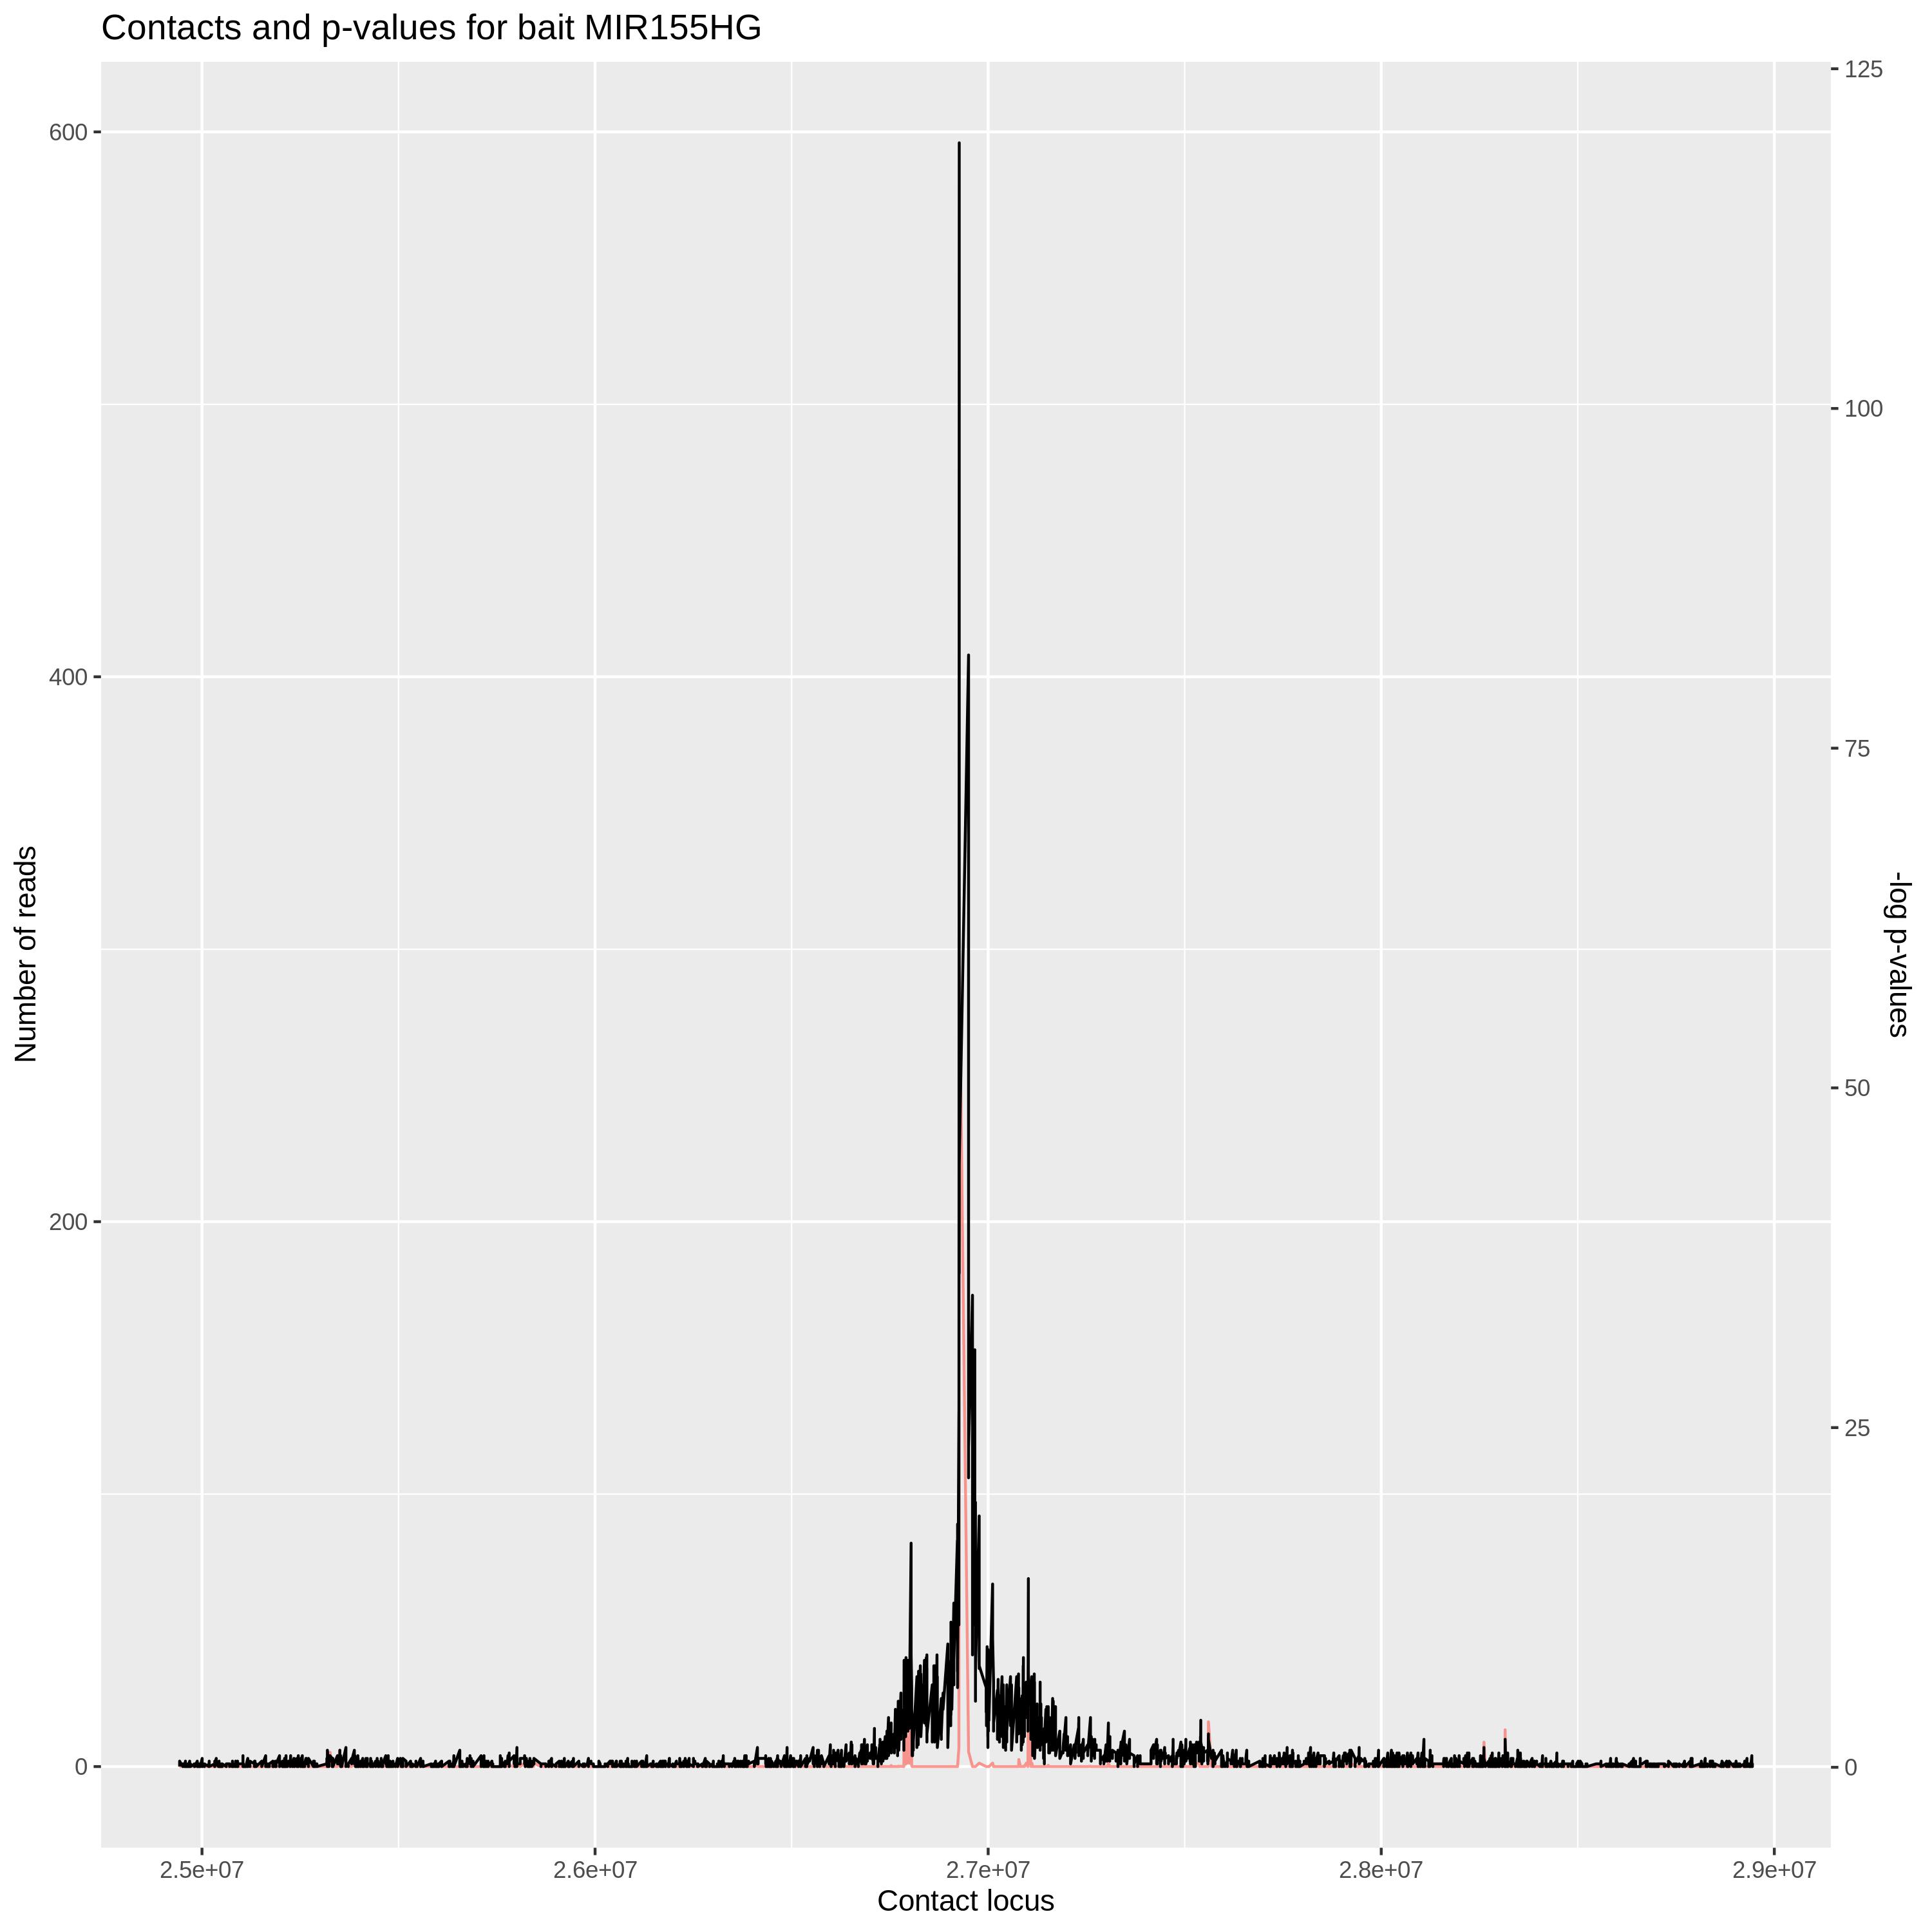 Contacts and p-values for bait MIR155HG
Number of reads
600
400
200
0
125
100
75
50
25
0
-log p-values
2.5e+07 2.6e+07 2.7e+07 2.8e+07 2.9e+07
Contact locus